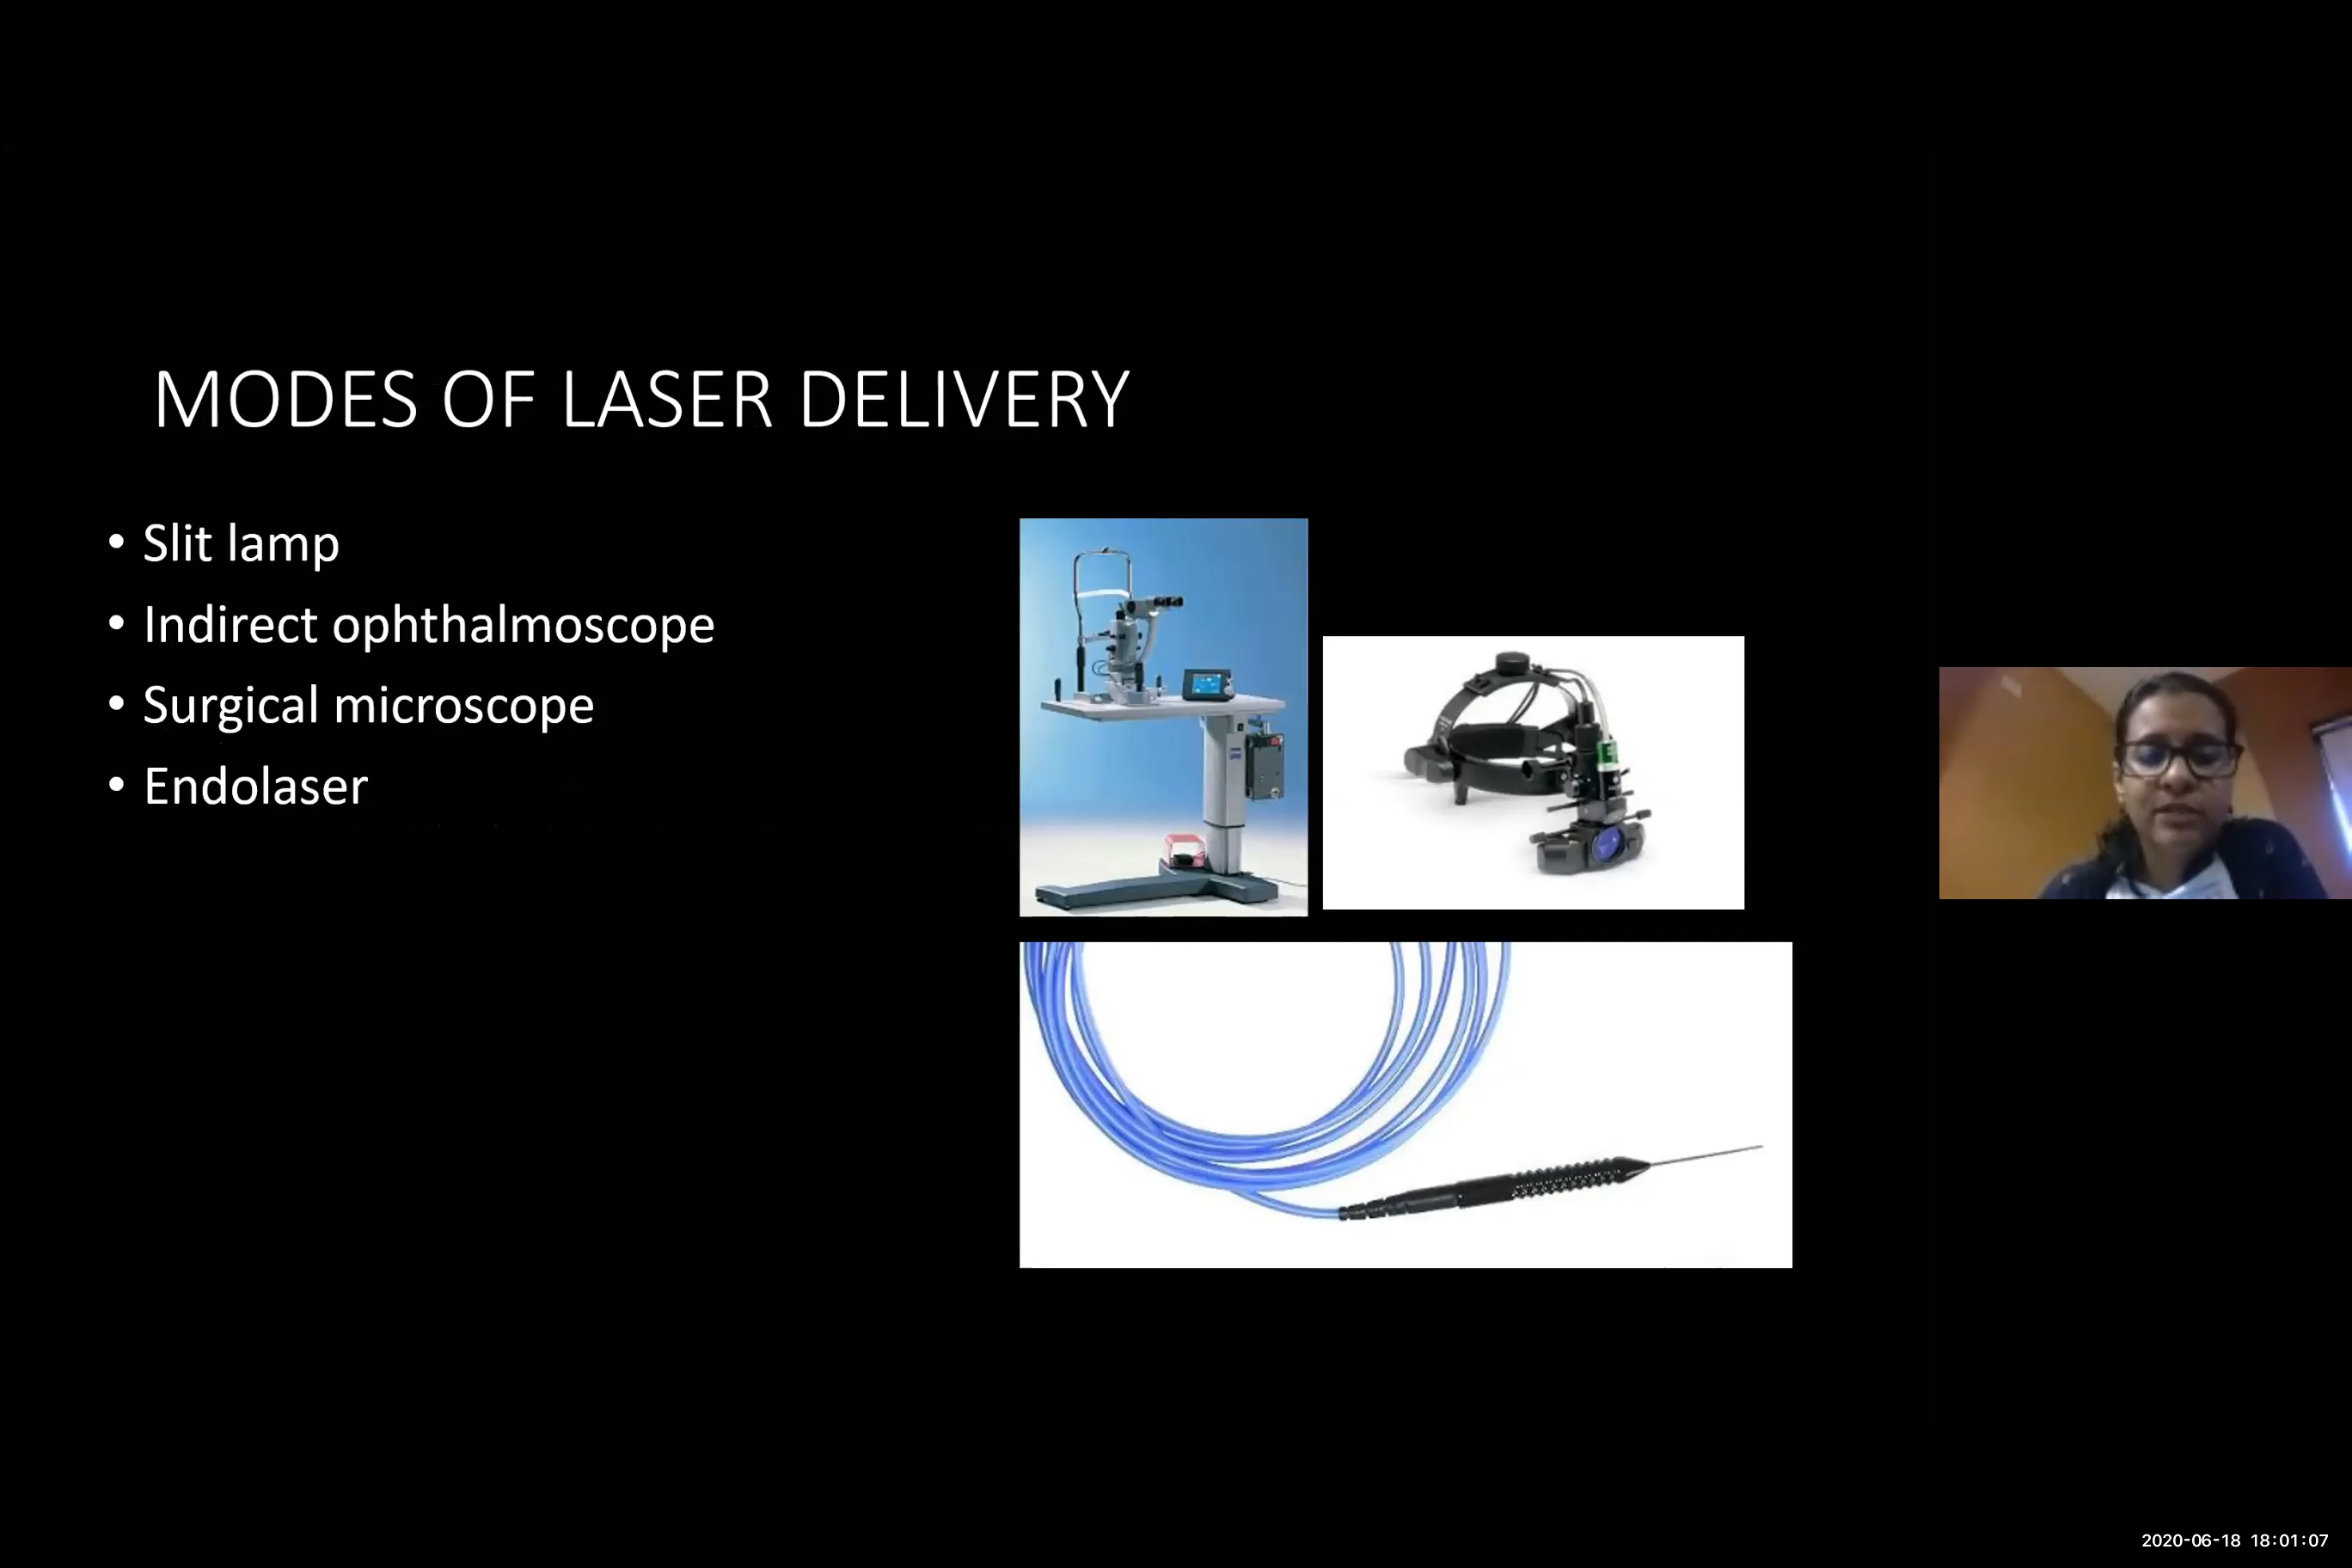 MODES OF LASER DELIVERY
• Slit lamp
• Indirect ophthalmoscope
• Surgical microscope
• Endolaser
2020-06-18 18:01:07